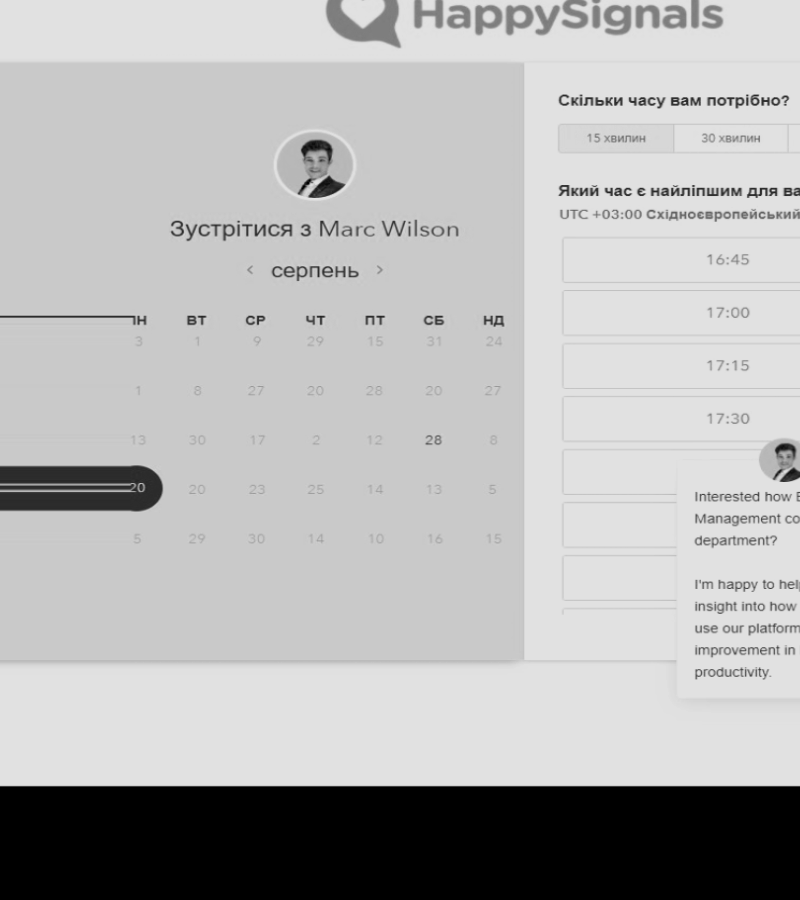 HappySignals
Зустрітися з Marc Wilson
серпень
ПН ВТ СР ЧТ ПТ СБ НД
3 1 9 29 15 31 24
1 8 27 20 28 20 27
13 30 17 2 12 28 8
20 20 23 25 14 13 5
5 29 30 14 10 16 15
Скільки часу вам потрібно?
15 хвилин 30 хвилин
Який час є найліпшим для ва
UTC +03:00 Східноєвропейський
16:45
17:00
17:15
17:30
Interested how E
Management co
department?
I'm happy to hel
insight into how
use our platform
improvement in
productivity.